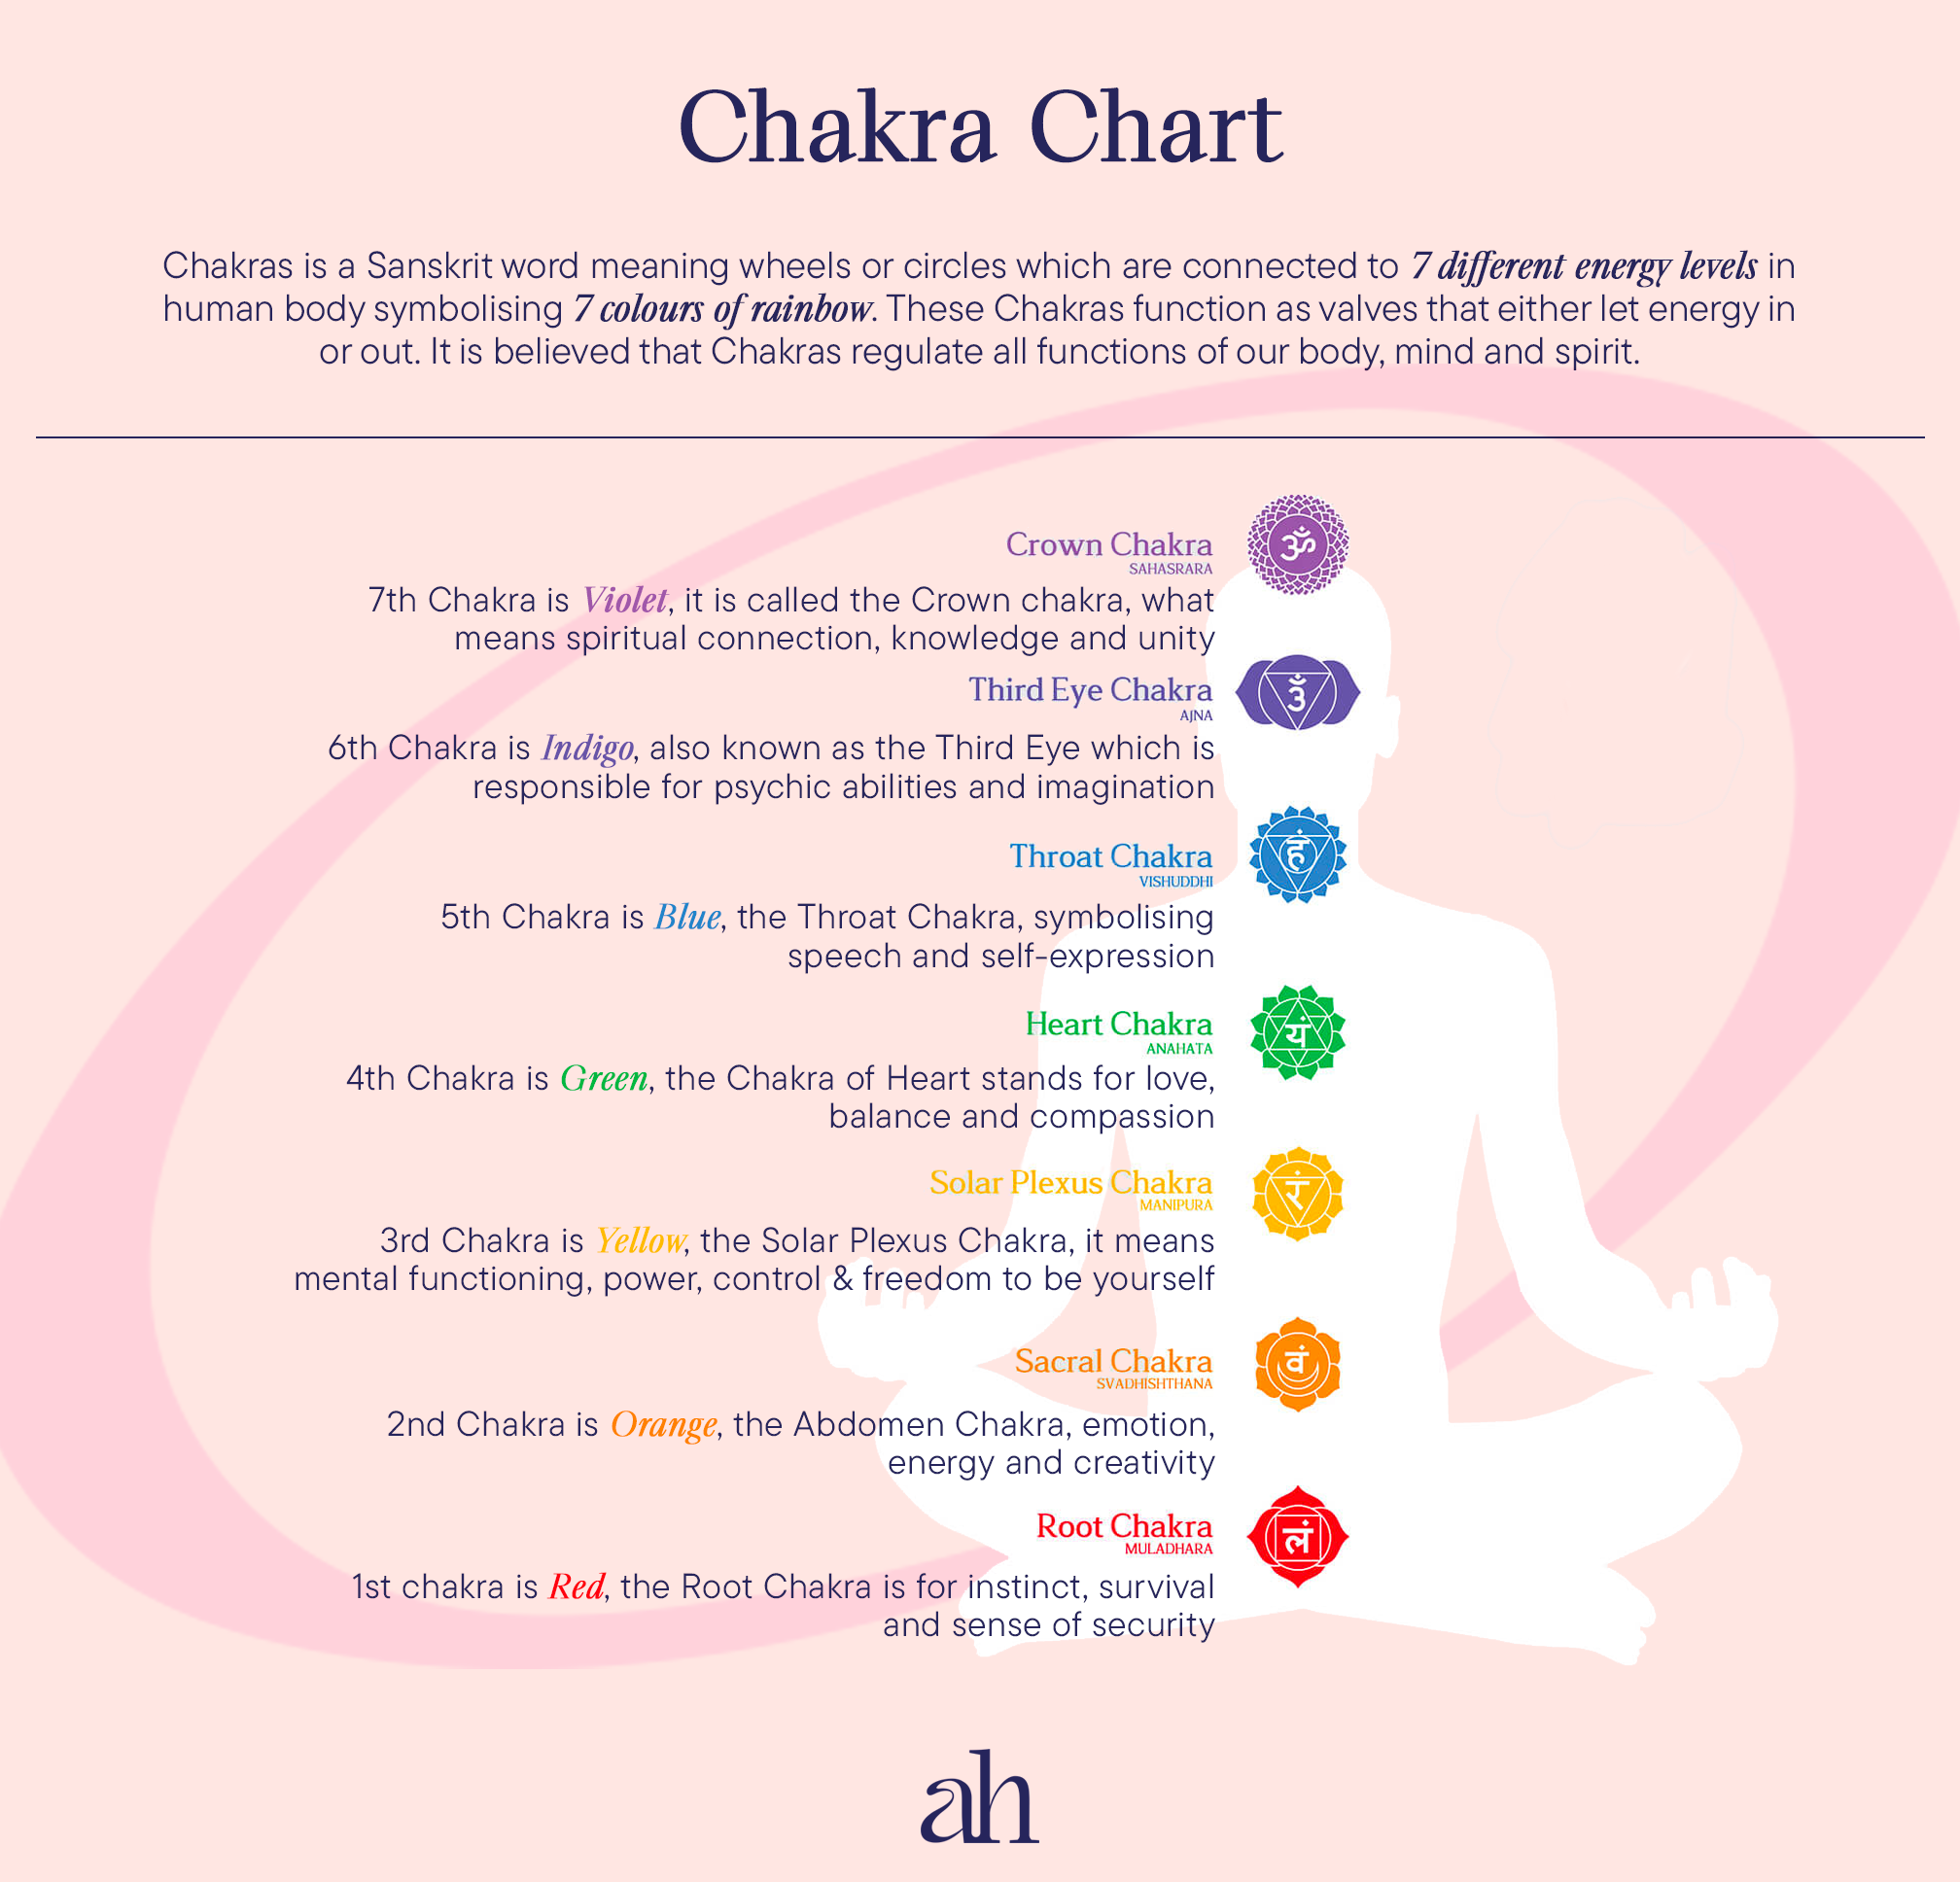 Chakra Chart
Chakras is a Sanskrit word meaning wheels or circles which are connected to 7 different energy levels in
human body symbolising 7 colours of rainbow. These Chakras function as valves that either let energy in
or out. It is believed that Chakras regulate all functions of our body, mind and spirit.
Crown Chakra
SAHASRARA
ॐ
7th Chakra is Violet, it is called the Crown chakra, what
means spiritual connection, knowledge and unity
Third Eye Chakra
AJNA
6th Chakra is Indigo, also known as the Third Eye which is
responsible for psychic abilities and imagination
Throat Chakra
VISHUDDHI
हं
5th Chakra is Blue, the Throat Chakra, symbolising
speech and self-expression
Heart Chakra
ANAHATA
यं
4th Chakra is Green, the Chakra of Heart stands for love,
balance and compassion
Solar Plexus Chakra
MANIPURA
रं
3rd Chakra is Yellow, the Solar Plexus Chakra, it means
mental functioning, power, control & freedom to be yourself
Sacral Chakra
SVADHISHTHANA
वं
2nd Chakra is Orange, the Abdomen Chakra, emotion,
energy and creativity
Root Chakra
MULADHARA
लं
1st chakra is Red, the Root Chakra is for instinct, survival
and sense of security
ah